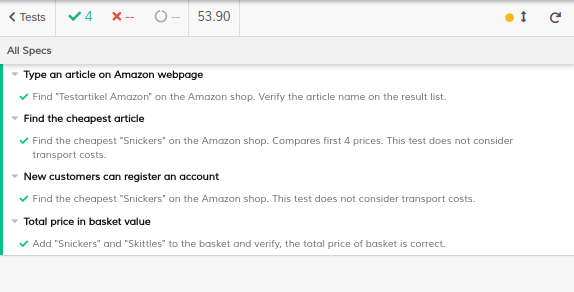 Tests 4 -- -- 53.90
All Specs
Type an article on Amazon webpage
Find "Testartikel Amazon" on the Amazon shop. Verify the article name on the result list.
Find the cheapest article
Find the cheapest "Snickers" on the Amazon shop. Compares first 4 prices. This test does not consider
transport costs.
New customers can register an account
Find the cheapest "Snickers" on the Amazon shop. This test does not consider transport costs.
Total price in basket value
Add "Snickers" and "Skittles" to the basket and verify, the total price of basket is correct.